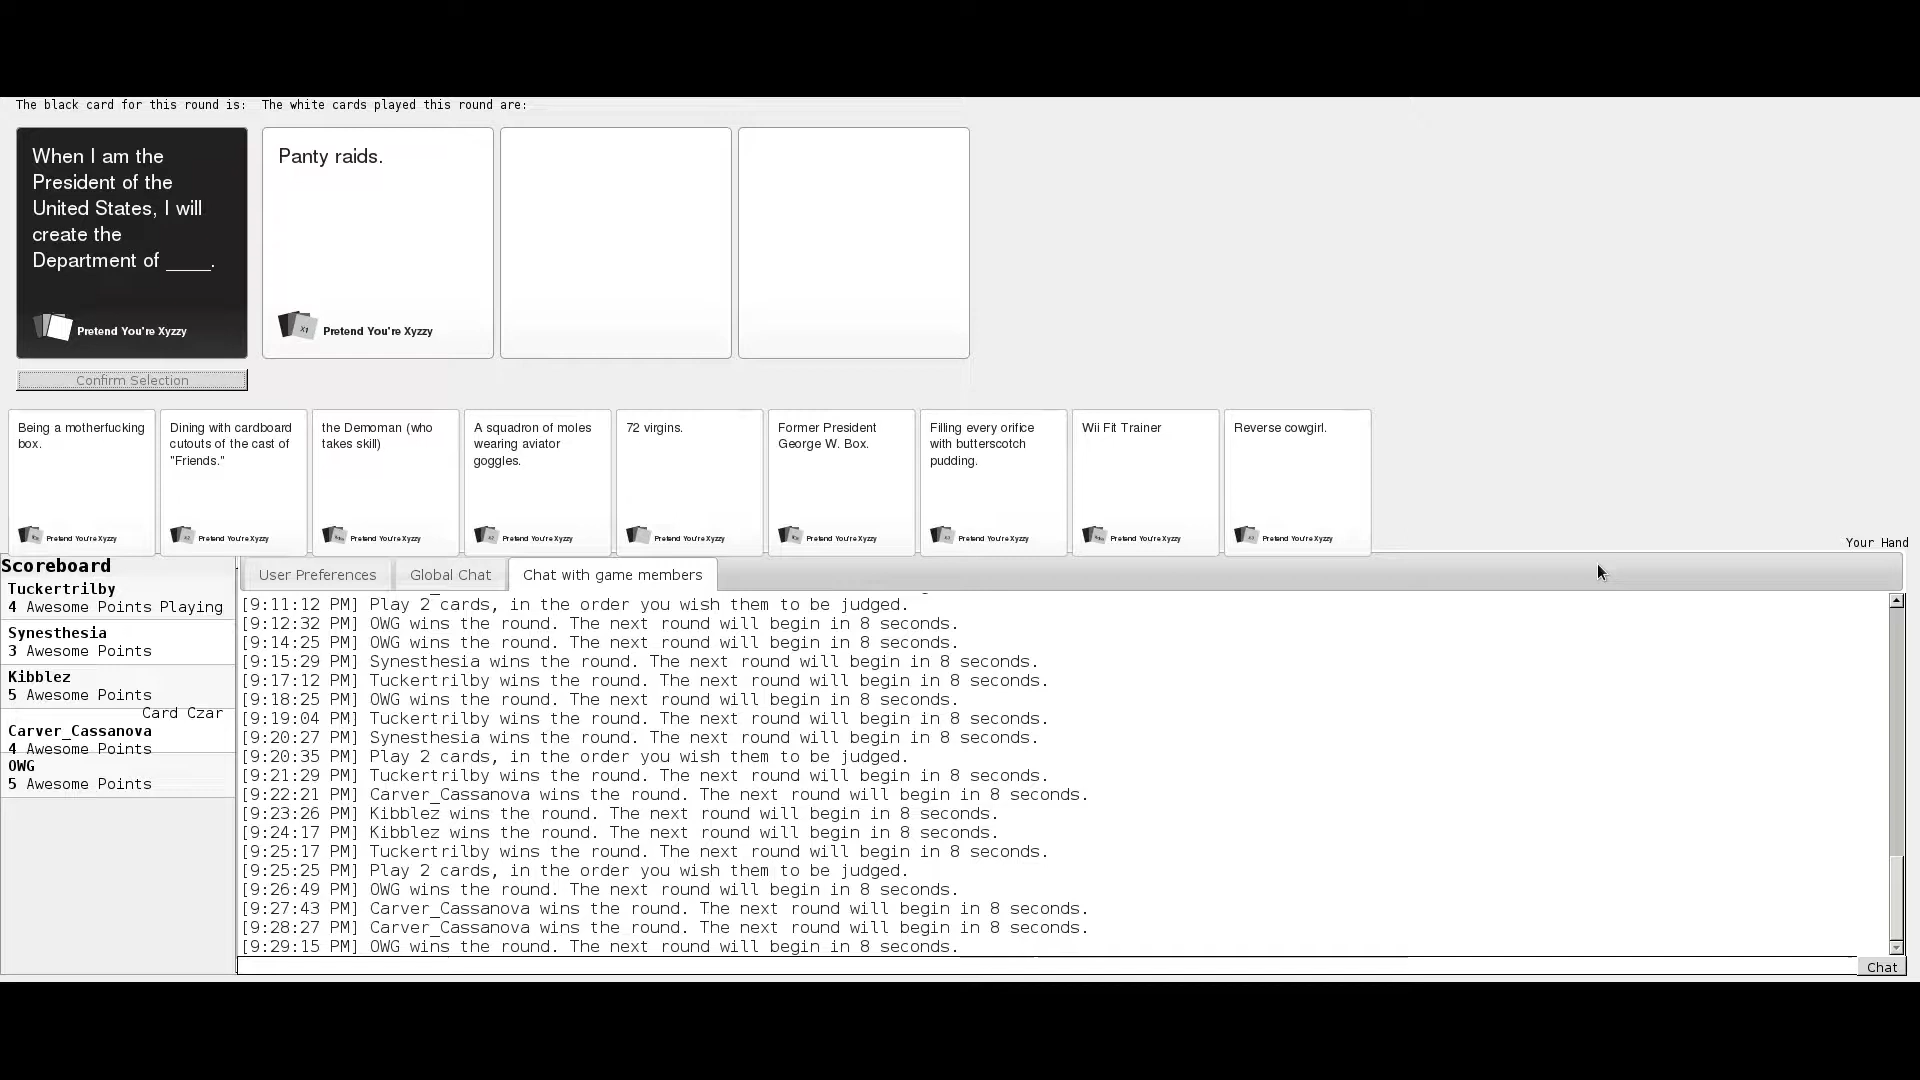 The black card for this round is: The white cards played this round are:
When I am the
President of the
United States, I will
create the
Department of ____.
Pretend You're Xyzzy
Panty raids.
X1
Pretend You're Xyzzy
Confirm Selection
Being a motherfucking
box.
Pretend You're Xyzzy
Dining with cardboard
cutouts of the cast of
"Friends."
Pretend You're Xyzzy
the Demoman (who
takes skill)
Pretend You're Xyzzy
A squadron of moles
wearing aviator
goggles.
Pretend You're Xyzzy
72 virgins.
Pretend You're Xyzzy
Former President
George W. Box.
Pretend You're Xyzzy
Filling every orifice
with butterscotch
pudding.
Pretend You're Xyzzy
Wii Fit Trainer
Pretend You're Xyzzy
Reverse cowgirl.
Pretend You're Xyzzy
Your Hand
Scoreboard
Tuckertrilby
4 Awesome Points Playing
Synesthesia
3 Awesome Points
Kibblez
5 Awesome Points
Card Czar
Carver_Cassanova
4 Awesome Points
OWG
5 Awesome Points
User Preferences
Global Chat
Chat with game members
[9:11:12 PM] Play 2 cards, in the order you wish them to be judged.
[9:12:32 PM] OWG wins the round. The next round will begin in 8 seconds.
[9:14:25 PM] OWG wins the round. The next round will begin in 8 seconds.
[9:15:29 PM] Synesthesia wins the round. The next round will begin in 8 seconds.
[9:17:12 PM] Tuckertrilby wins the round. The next round will begin in 8 seconds.
[9:18:25 PM] OWG wins the round. The next round will begin in 8 seconds.
[9:19:04 PM] Tuckertrilby wins the round. The next round will begin in 8 seconds.
[9:20:27 PM] Synesthesia wins the round. The next round will begin in 8 seconds.
[9:20:35 PM] Play 2 cards, in the order you wish them to be judged.
[9:21:29 PM] Tuckertrilby wins the round. The next round will begin in 8 seconds.
[9:22:21 PM] Carver_Cassanova wins the round. The next round will begin in 8 seconds.
[9:23:26 PM] Kibblez wins the round. The next round will begin in 8 seconds.
[9:24:17 PM] Kibblez wins the round. The next round will begin in 8 seconds.
[9:25:17 PM] Tuckertrilby wins the round. The next round will begin in 8 seconds.
[9:25:25 PM] Play 2 cards, in the order you wish them to be judged.
[9:26:49 PM] OWG wins the round. The next round will begin in 8 seconds.
[9:27:43 PM] Carver_Cassanova wins the round. The next round will begin in 8 seconds.
[9:28:27 PM] Carver_Cassanova wins the round. The next round will begin in 8 seconds.
[9:29:15 PM] OWG wins the round. The next round will begin in 8 seconds.
Chat